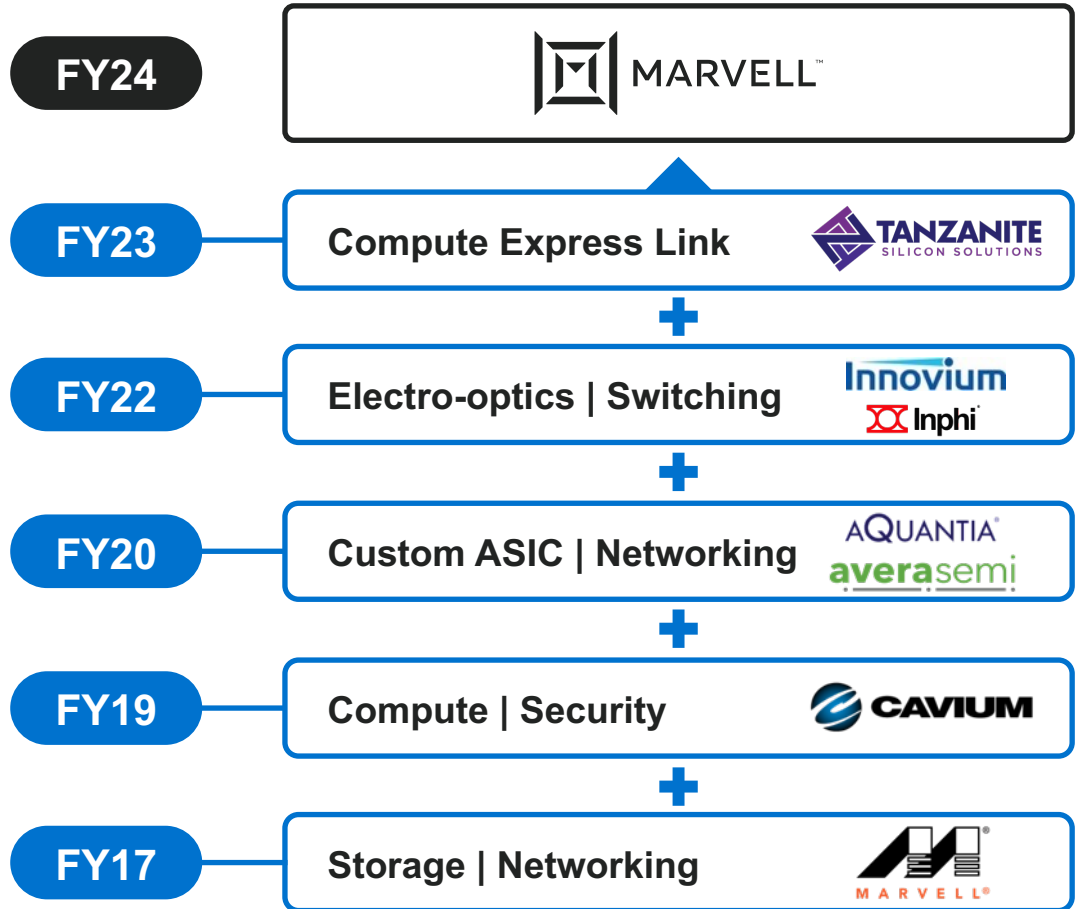 FY24
MARVELL™
FY23
Compute Express Link
TANZANITE
SILICON SOLUTIONS
FY22
Electro-optics | Switching
Innovium
Inphi
FY20
Custom ASIC | Networking
AQUANTIA®
averasemi
FY19
Compute | Security
CAVIUM
FY17
Storage | Networking
MARVELL®